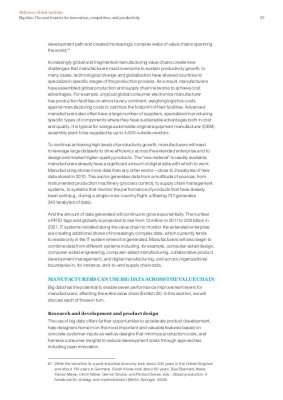 McKinsey Global Institute
Big data: The next frontier for innovation, competition, and productivity
77
development path and created increasingly complex webs of value chains spanning
the world.⁶⁷
Increasingly global and fragmented manufacturing value chains create new
challenges that manufacturers must overcome to sustain productivity growth. In
many cases, technological change and globalization have allowed countries to
specialize in specific stages of the production process. As a result, manufacturers
have assembled global production and supply chain networks to achieve cost
advantages. For example, a typical global consumer electronics manufacturer
has production facilities on almost every continent, weighing logistics costs
against manufacturing costs to optimize the footprint of their facilities. Advanced
manufacturers also often have a large number of suppliers, specialized in producing
specific types of components where they have sustainable advantages both in cost
and quality. It is typical for a large automobile original equipment manufacturer (OEM)
assembly plant to be supplied by up to 4,000 outside vendors.
To continue achieving high levels of productivity growth, manufacturers will need
to leverage large datasets to drive efficiency across the extended enterprise and to
design and market higher-quality products. The "raw material" is readily available;
manufacturers already have a significant amount of digital data with which to work.
Manufacturing stores more data than any other sector—close to 2 exabytes of new
data stored in 2010. This sector generates data from a multitude of sources, from
instrumented production machinery (process control), to supply chain management
systems, to systems that monitor the performance of products that have already
been sold (e.g., during a single cross-country flight, a Boeing 737 generates
240 terabytes of data).
And the amount of data generated will continue to grow exponentially. The number
of RFID tags sold globally is projected to rise from 12 million in 2011 to 209 billion in
2021. IT systems installed along the value chain to monitor the extended enterprise
are creating additional stores of increasingly complex data, which currently tends
to reside only in the IT system where it is generated. Manufacturers will also begin to
combine data from different systems including, for example, computer-aided design,
computer-aided engineering, computer-aided manufacturing, collaborative product
development management, and digital manufacturing, and across organizational
boundaries in, for instance, end-to-end supply chain data.
MANUFACTURERS CAN USE BIG DATA ACROSS THE VALUE CHAIN
Big data has the potential to enable seven performance improvement levers for
manufacturers, affecting the entire value chain (Exhibit 20). In this section, we will
discuss each of these in turn.
Research and development and product design
The use of big data offers further opportunities to accelerate product development,
help designers home in on the most important and valuable features based on
concrete customer inputs as well as designs that minimize production costs, and
harness consumer insights to reduce development costs through approaches
including open innovation.
67 While the transition to a post-industrial economy took about 200 years in the United Kingdom
and about 130 years in Germany, South Korea took about 60 years. See Eberhard Abele,
Tobias Meyer, Ulrich Näher, Gernot Strube, and Richard Sykes, eds., Global production: A
handbook for strategy and implementation (Berlin: Springer, 2008).